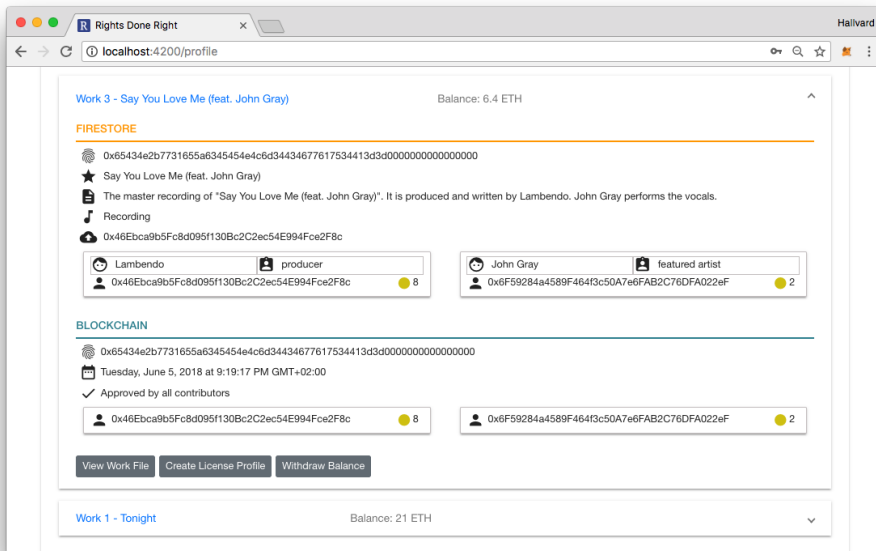 Rights Done Right
Hallvard
localhost:4200/profile
Work 3 - Say You Love Me (feat. John Gray) Balance: 6.4 ETH
FIRESTORE
0x65434e2b7731655a6345454e4c6d34434677617534413d3d0000000000000000
Say You Love Me (feat. John Gray)
The master recording of "Say You Love Me (feat. John Gray)". It is produced and written by Lambendo. John Gray performs the vocals.
Recording
0x46Ebca9b5Fc8d095f130Bc2C2ec54E994Fce2F8c
Lambendo producer John Gray featured artist
0x46Ebca9b5Fc8d095f130Bc2C2ec54E994Fce2F8c 8 0x6F59284a4589F464f3c50A7e6FAB2C76DFA022eF 2
BLOCKCHAIN
0x65434e2b7731655a6345454e4c6d34434677617534413d3d0000000000000000
Tuesday, June 5, 2018 at 9:19:17 PM GMT+02:00
Approved by all contributors
0x46Ebca9b5Fc8d095f130Bc2C2ec54E994Fce2F8c 8 0x6F59284a4589F464f3c50A7e6FAB2C76DFA022eF 2
View Work File Create License Profile Withdraw Balance
Work 1 - Tonight Balance: 21 ETH